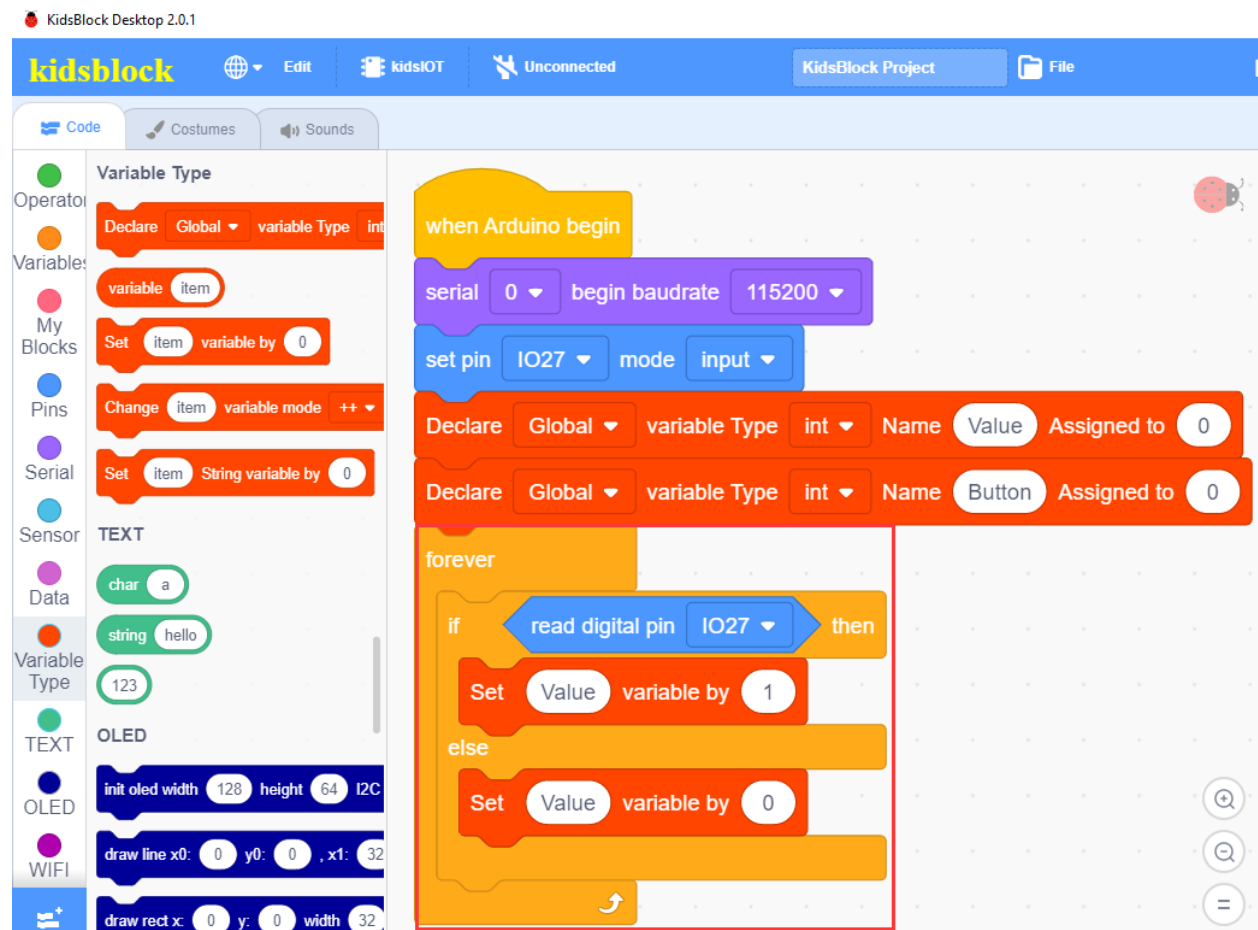 KidsBlock Desktop 2.0.1
kidsblock Edit kidsIOT Unconnected KidsBlock Project File
Code Costumes Sounds
Operator
Variables
My
Blocks
Pins
Serial
Sensor
Data
Variable
Type
TEXT
OLED
WIFI
Variable Type
Declare Global variable Type int
variable item
Set item variable by 0
Change item variable mode ++
Set item String variable by 0
TEXT
char a
string hello
123
OLED
init oled width 128 height 64 I2C
draw line x0: 0 y0: 0 , x1: 32
draw rect x: 0 y: 0 width 32
when Arduino begin
serial 0 begin baudrate 115200
set pin IO27 mode input
Declare Global variable Type int Name Value Assigned to 0
Declare Global variable Type int Name Button Assigned to 0
forever
if read digital pin IO27 then
Set Value variable by 1
else
Set Value variable by 0